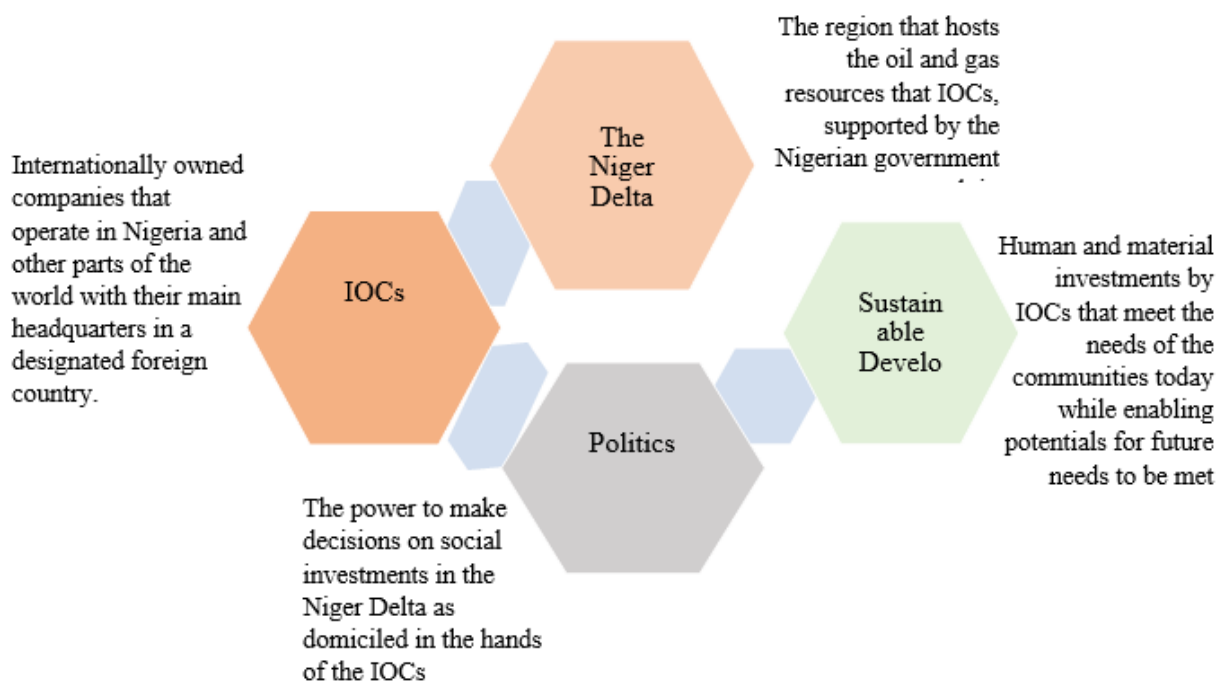 The region that hosts
the oil and gas
resources that IOCs,
supported by the
Nigerian government
The
Niger
Delta
Internationally owned
companies that
operate in Nigeria and
other parts of the
world with their main
headquarters in a
designated foreign
country.
IOCs
Sustain
able
Develo
Human and material
investments by
IOCs that meet the
needs of the
communities today
while enabling
potentials for future
needs to be met
Politics
The power to make
decisions on social
investments in the
Niger Delta as
domiciled in the hands
of the IOCs